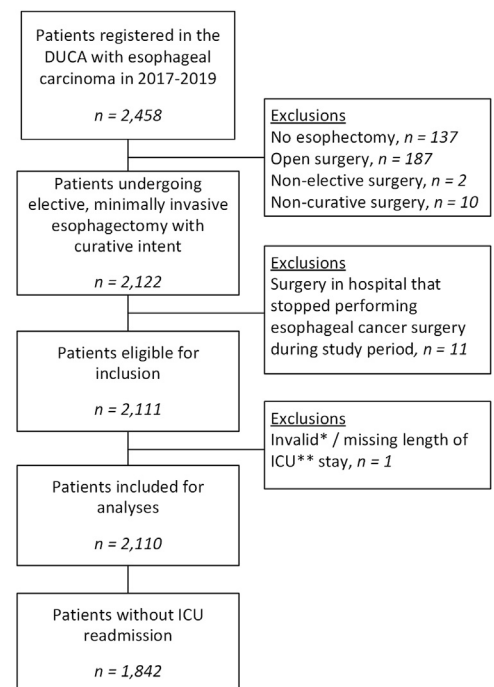 Patients registered in the
DUCA with esophageal
carcinoma in 2017-2019
n = 2,458
Exclusions
No esophectomy, n = 137
Open surgery, n = 187
Non-elective surgery, n = 2
Non-curative surgery, n = 10
Patients undergoing
elective, minimally invasive
esophagectomy with
curative intent
n = 2,122
Exclusions
Surgery in hospital that
stopped performing
esophageal cancer surgery
during study period, n = 11
Patients eligible for
inclusion
n = 2,111
Exclusions
Invalid* / missing length of
ICU** stay, n = 1
Patients included for
analyses
n = 2,110
Patients without ICU
readmission
n = 1,842